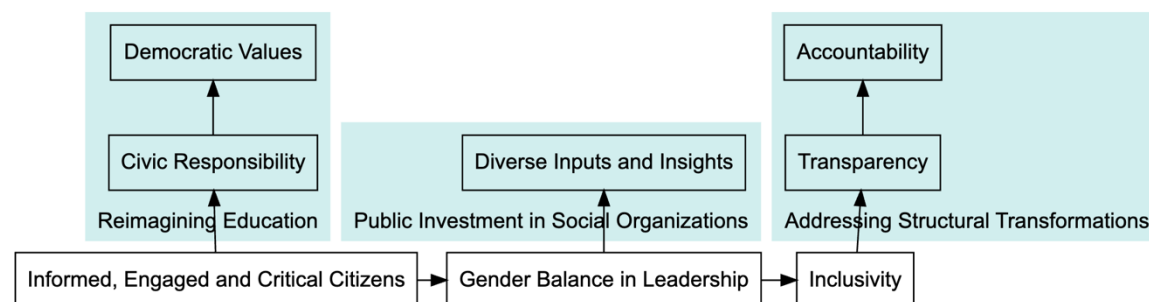 Democratic Values
Civic Responsibility
Reimagining Education
Diverse Inputs and Insights
Public Investment in Social Organizations
Accountability
Transparency
Addressing Structural Transformations
Informed, Engaged and Critical Citizens
Gender Balance in Leadership
Inclusivity